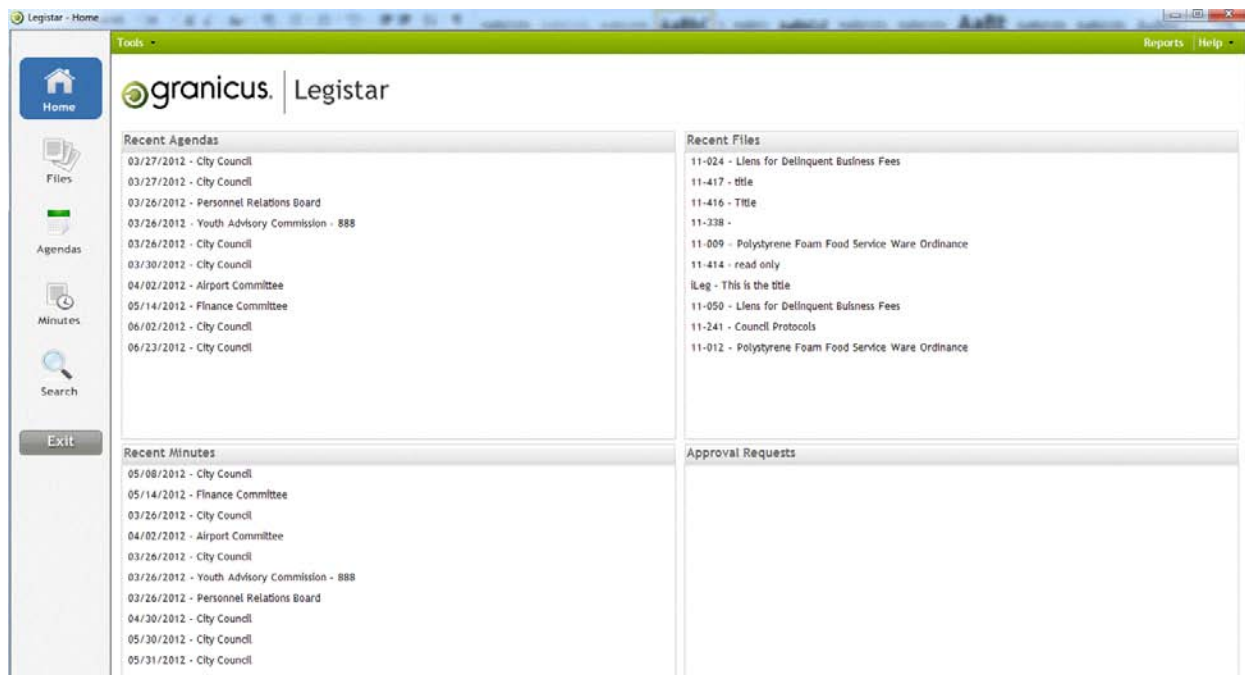 Legistar - Home
Tools
Reports Help
granicus. Legistar
Home
Files
Agendas
Minutes
Search
Exit
Recent Agendas
03/27/2012 - City Council
03/27/2012 - City Council
03/26/2012 - Personnel Relations Board
03/26/2012 - Youth Advisory Commission - 888
03/26/2012 - City Council
03/30/2012 - City Council
04/02/2012 - Airport Committee
05/14/2012 - Finance Committee
06/02/2012 - City Council
06/23/2012 - City Council
Recent Files
11-024 - Liens for Delinquent Business Fees
11-417 - title
11-416 - Title
11-338 -
11-009 - Polystyrene Foam Food Service Ware Ordinance
11-414 - read only
iLeg - This is the title
11-050 - Liens for Delinquent Buisness Fees
11-241 - Council Protocols
11-012 - Polystyrene Foam Food Service Ware Ordinance
Recent Minutes
05/08/2012 - City Council
05/14/2012 - Finance Committee
03/26/2012 - City Council
04/02/2012 - Airport Committee
03/26/2012 - City Council
03/26/2012 - Youth Advisory Commission - 888
03/26/2012 - Personnel Relations Board
04/30/2012 - City Council
05/30/2012 - City Council
05/31/2012 - City Council
Approval Requests